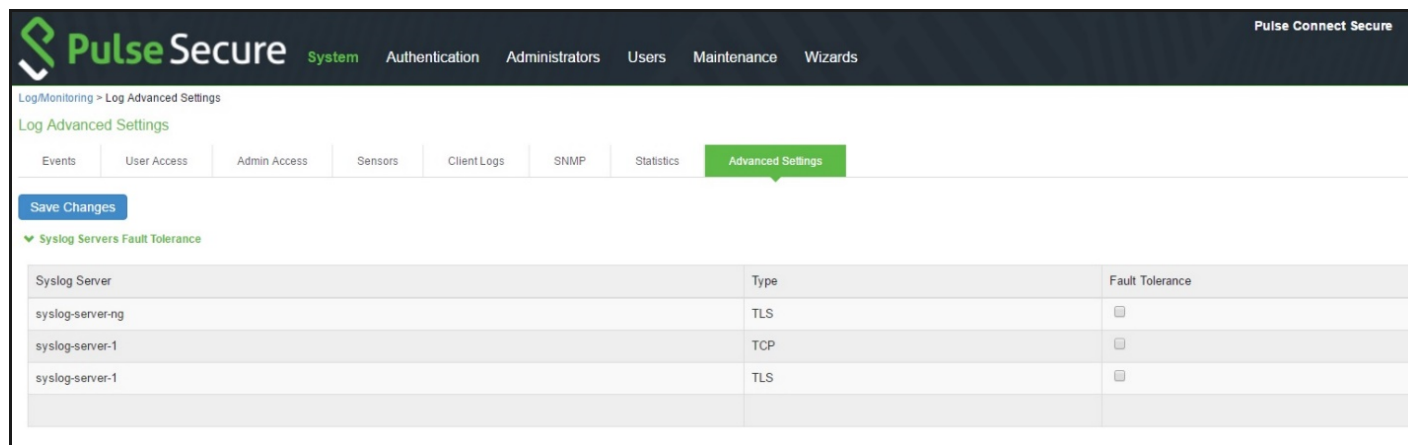 Pulse Connect Secure
Pulse Secure System Authentication Administrators Users Maintenance Wizards
Log/Monitoring > Log Advanced Settings
Log Advanced Settings
Events User Access Admin Access Sensors Client Logs SNMP Statistics Advanced Settings
Save Changes
Syslog Servers Fault Tolerance
Syslog Server Type Fault Tolerance
syslog-server-ng TLS
syslog-server-1 TCP
syslog-server-1 TLS